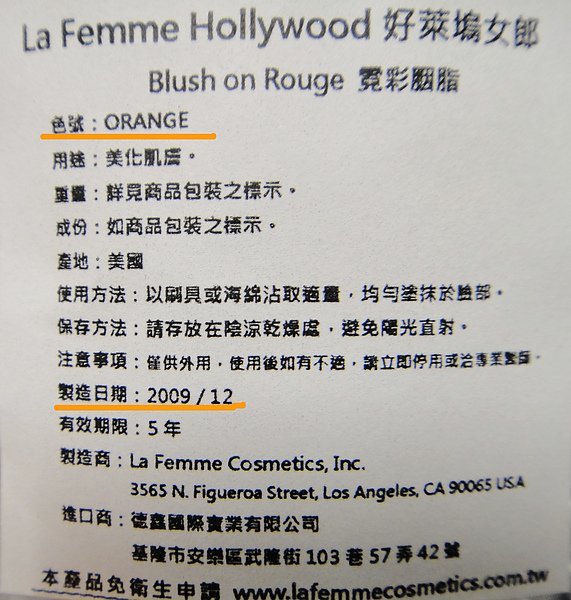 La Femme Hollywood 好萊塢女郎
Blush on Rouge 霓彩胭脂
色號：ORANGE
用途：美化肌膚。
重量：詳見商品包裝之標示。
成份：如商品包裝之標示。
產地：美國
使用方法：以刷具或海綿沾取適量，均勻塗抹於臉部。
保存方法：請存放在陰涼乾燥處，避免陽光直射。
注意事項：僅供外用，使用後如有不適，請立即停用或洽專業醫師。
製造日期：2009 / 12
有效期限：5 年
製造商：La Femme Cosmetics, Inc.
3565 N. Figueroa Street, Los Angeles, CA 90065 USA
進口商：德鑫國際實業有限公司
基隆市安樂區武隆街 103 巷 57 弄 42 號
本產品免衛生申請 www.lafemmecosmetics.com.tw